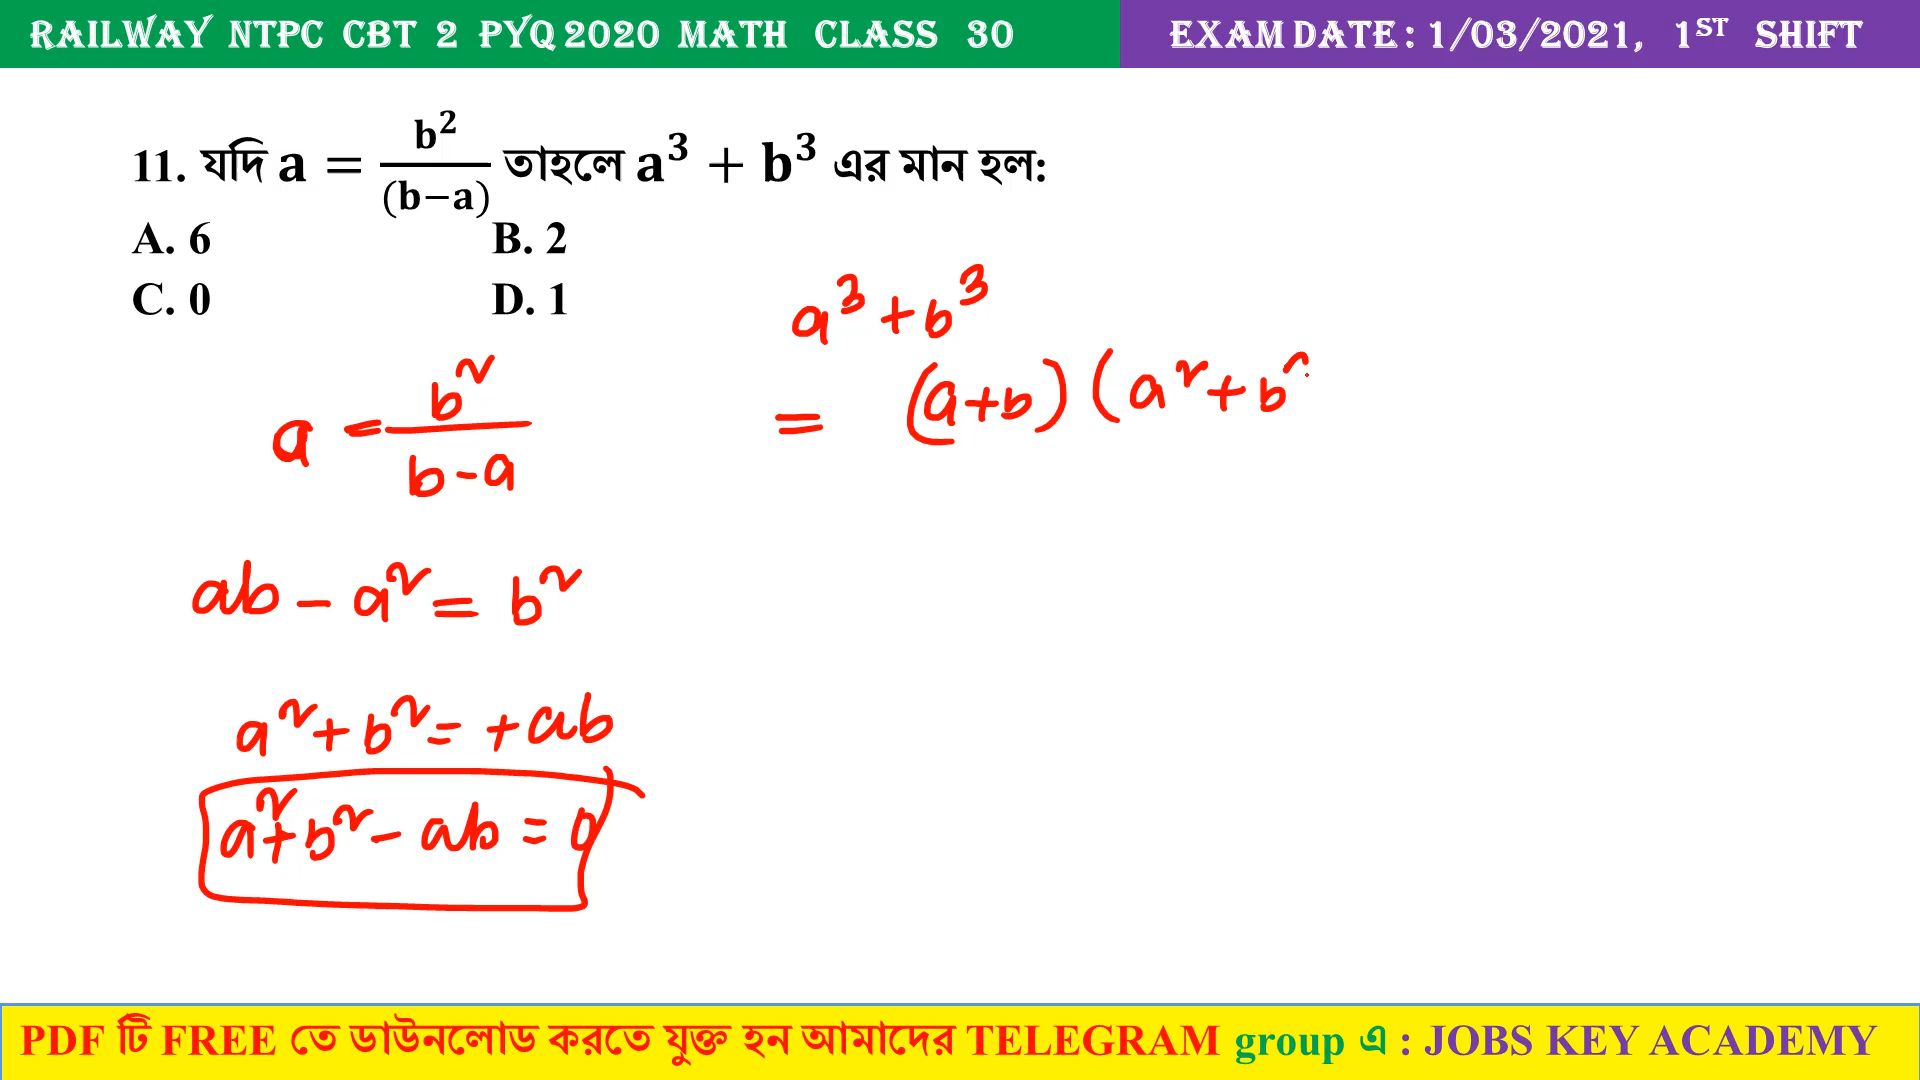 RAILWAY NTPC CBT 2 PYQ 2020 MATH CLASS 30
EXAM DATE : 1/03/2021, 1ST SHIFT
11. যদি a = b²/(b−a) তাহলে a³ + b³ এর মান হল:
A. 6 B. 2
C. 0 D. 1
a³ + b³
= (a+b) (a² + b²
a = b²/b-a
ab - a² = b²
a² + b² = +ab
a² + b² - ab = 0
PDF টি FREE তে ডাউনলোড করতে যুক্ত হন আমাদের TELEGRAM group এ : JOBS KEY ACADEMY